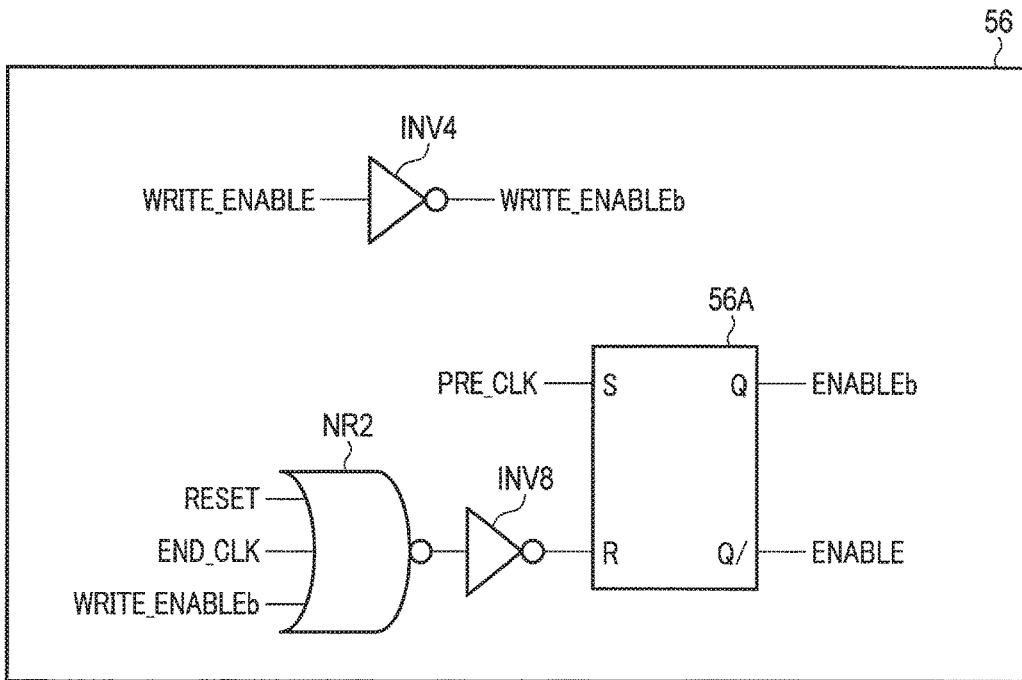 56
INV4
WRITE_ENABLE
WRITE_ENABLEb
56A
PRE_CLK
S
Q
ENABLEb
NR2
INV8
RESET
END_CLK
R
Q/
ENABLE
WRITE_ENABLEb